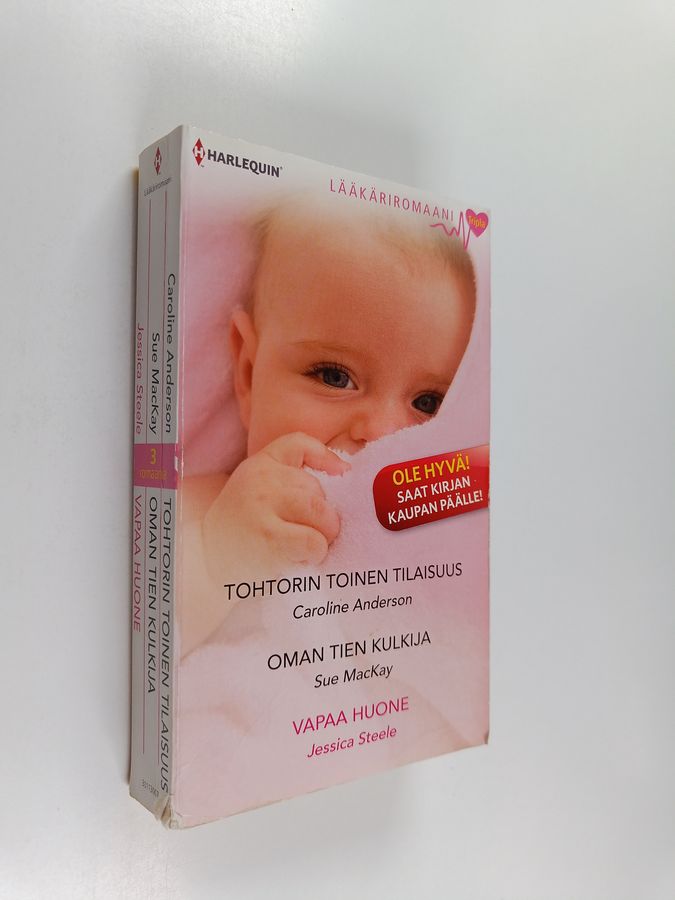 HARLEQUIN
LÄÄKÄRIROMAANI
tripla
OLE HYVÄ!
SAAT KIRJAN
KAUPAN PÄÄLLE!
TOHTORIN TOINEN TILAISUUS
Caroline Anderson
OMAN TIEN KULKIJA
Sue MacKay
VAPAA HUONE
Jessica Steele
LÄÄKÄRIROMAANI
Caroline Anderson
Sue MacKay
Jessica Steele
3
romaania
TOHTORIN TOINEN TILAISUUS
OMAN TIEN KULKIJA
VAPAA HUONE